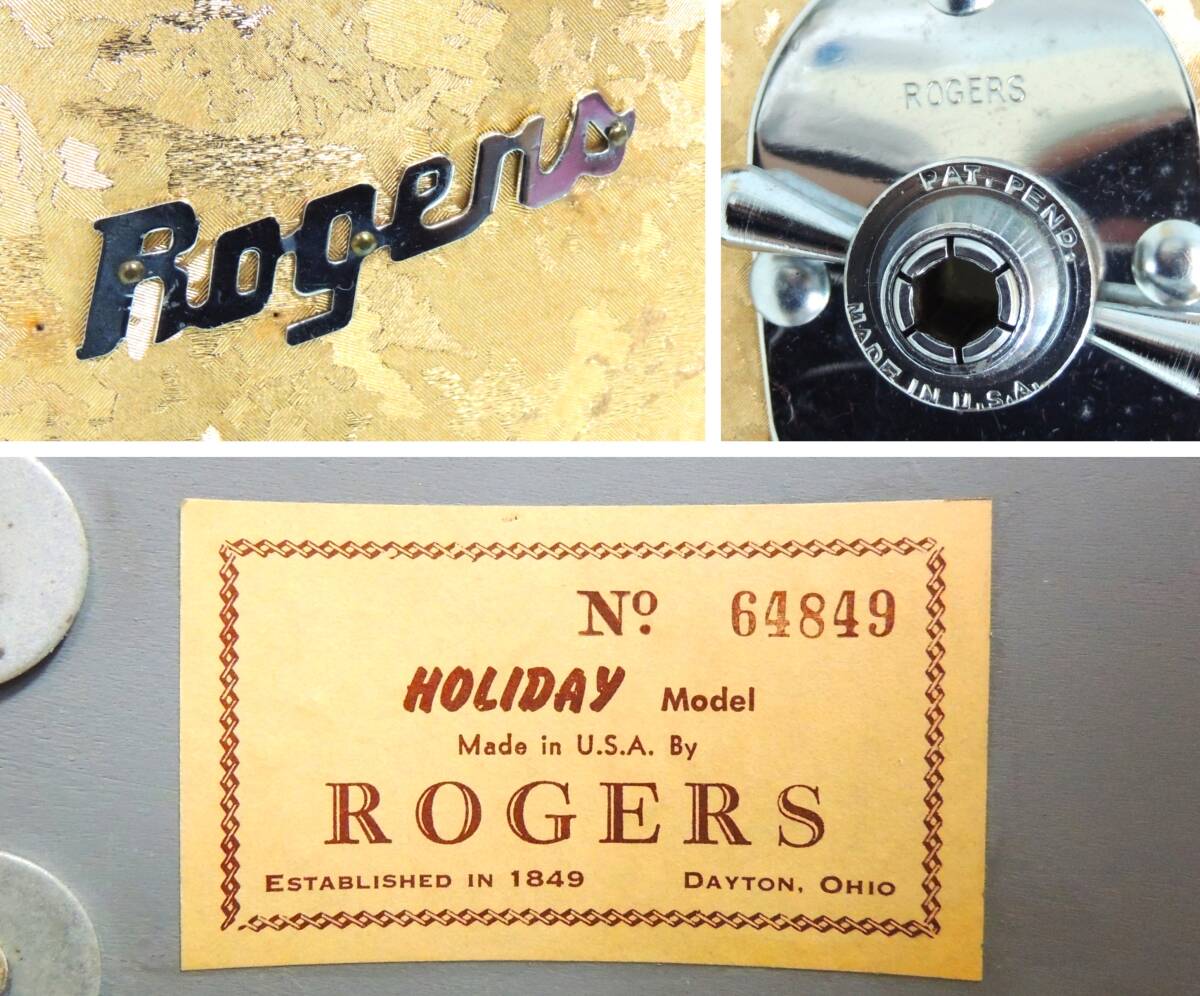 Rogers
ROGERS
PAT. PEND.
MADE IN U.S.A.
Nº 64849
HOLIDAY Model
Made in U.S.A. By
ROGERS
ESTABLISHED IN 1849 DAYTON, OHIO